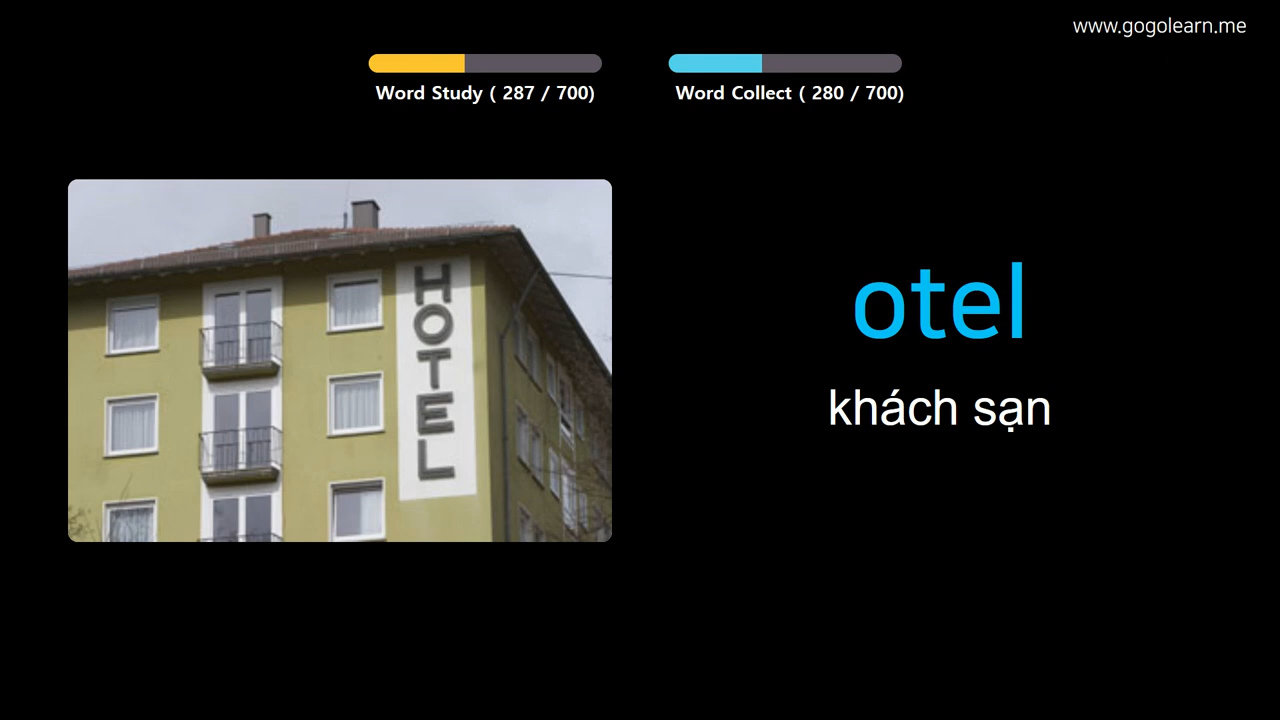 www.gogolearn.me
Word Study ( 287 / 700)
Word Collect ( 280 / 700)
HOTEL
otel
khách sạn